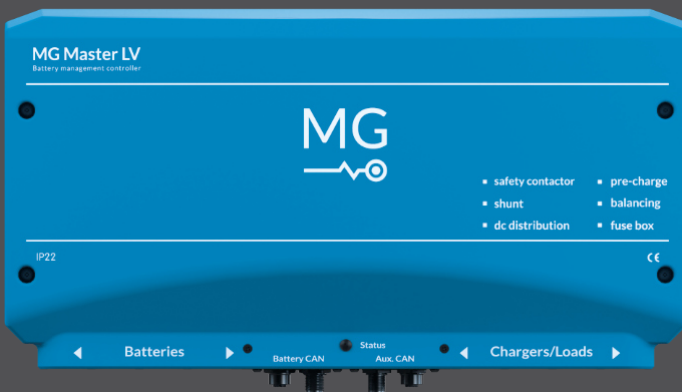 MG Master LV
Battery management controller
MG
safety contactor
pre-charge
shunt
balancing
dc distribution
fuse box
IP22
CE
Batteries
Battery CAN
Status
Aux. CAN
Chargers/Loads